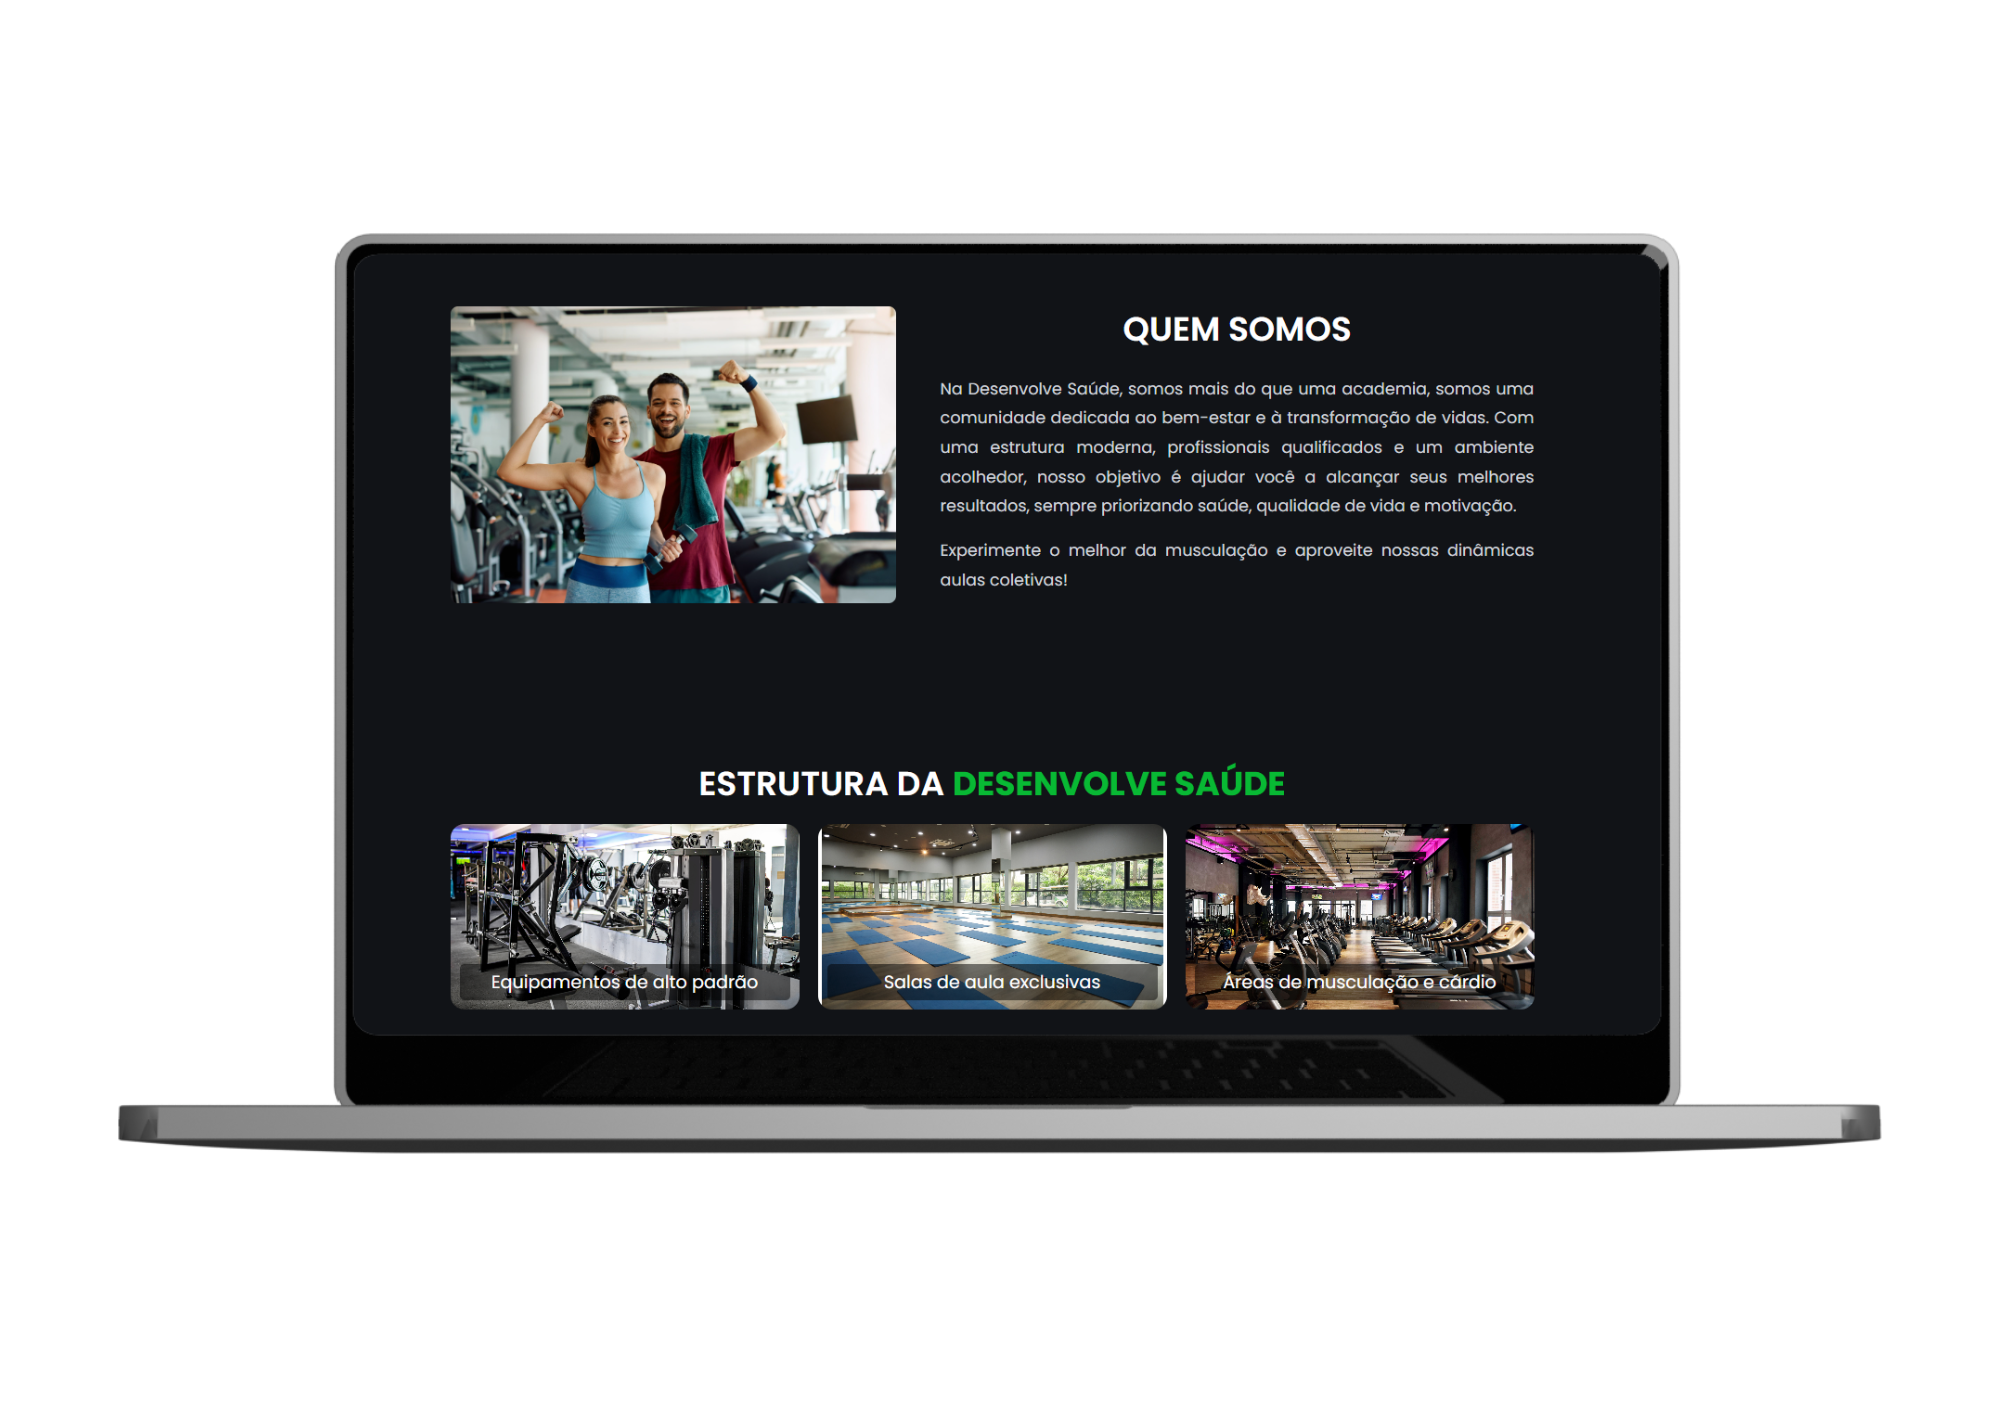 QUEM SOMOS
Na Desenvolve Saúde, somos mais do que uma academia, somos uma
comunidade dedicada ao bem-estar e à transformação de vidas. Com
uma estrutura moderna, profissionais qualificados e um ambiente
acolhedor, nosso objetivo é ajudar você a alcançar seus melhores
resultados, sempre priorizando saúde, qualidade de vida e motivação.
Experimente o melhor da musculação e aproveite nossas dinâmicas
aulas coletivas!
ESTRUTURA DA DESENVOLVE SAÚDE
Equipamentos de alto padrão
Salas de aula exclusivas
Áreas de musculação e cárdio